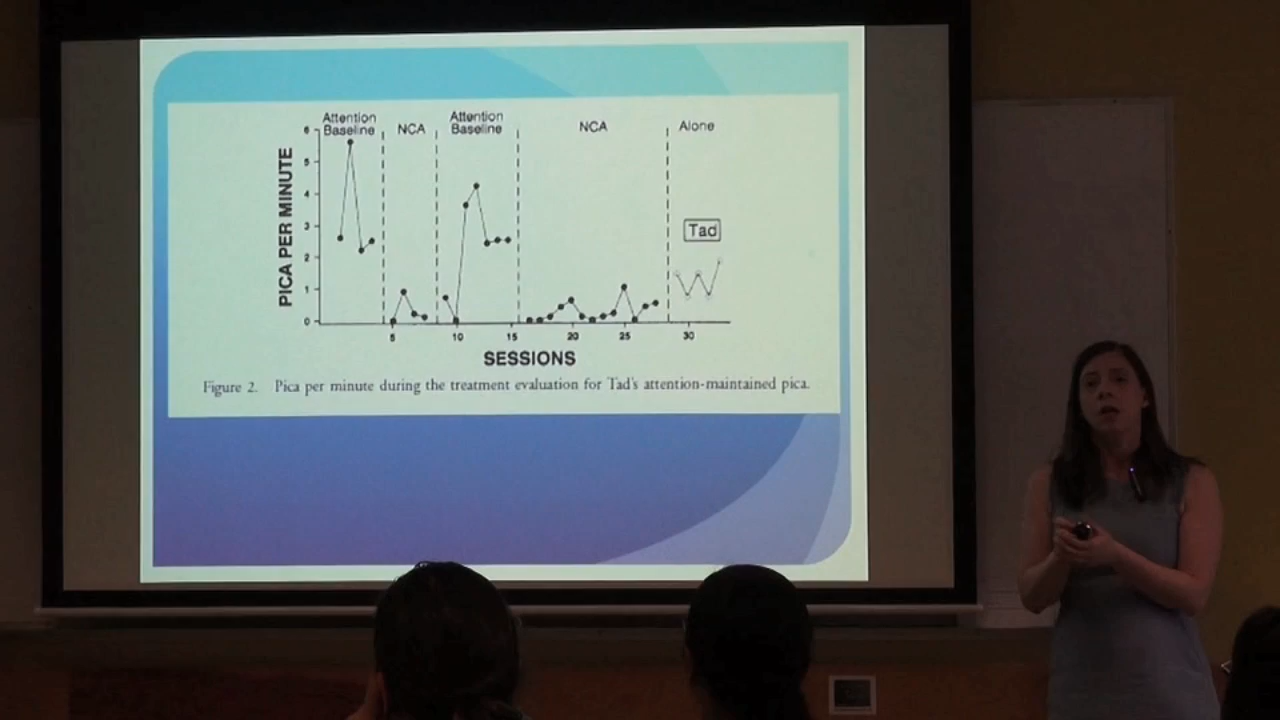 Attention
Baseline
NCA
Attention
Baseline
NCA
Alone
PICA PER MINUTE
6
5
4
3
2
1
0
Tad
5
10
15
20
25
30
SESSIONS
Figure 2. Pica per minute during the treatment evaluation for Tad's attention-maintained pica.